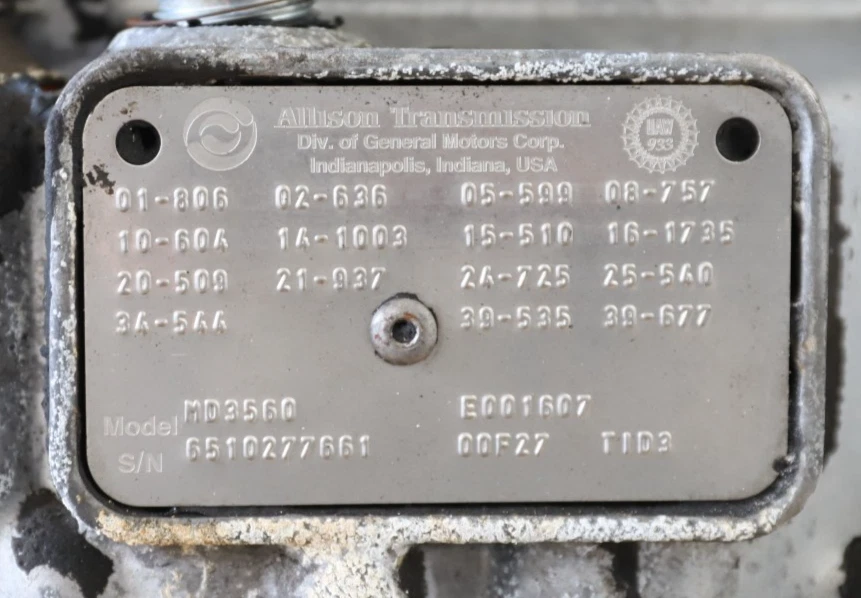 Allison Transmission
Div. of General Motors Corp.
Indianapolis, Indiana, USA
UAW
933
01-806 02-636 05-599 08-757
10-604 14-1003 15-510 16-1735
20-509 21-937 24-725 25-540
34-544 39-535 39-677
Model MD3560 E001607
S/N 6510277661 00F27 TID3